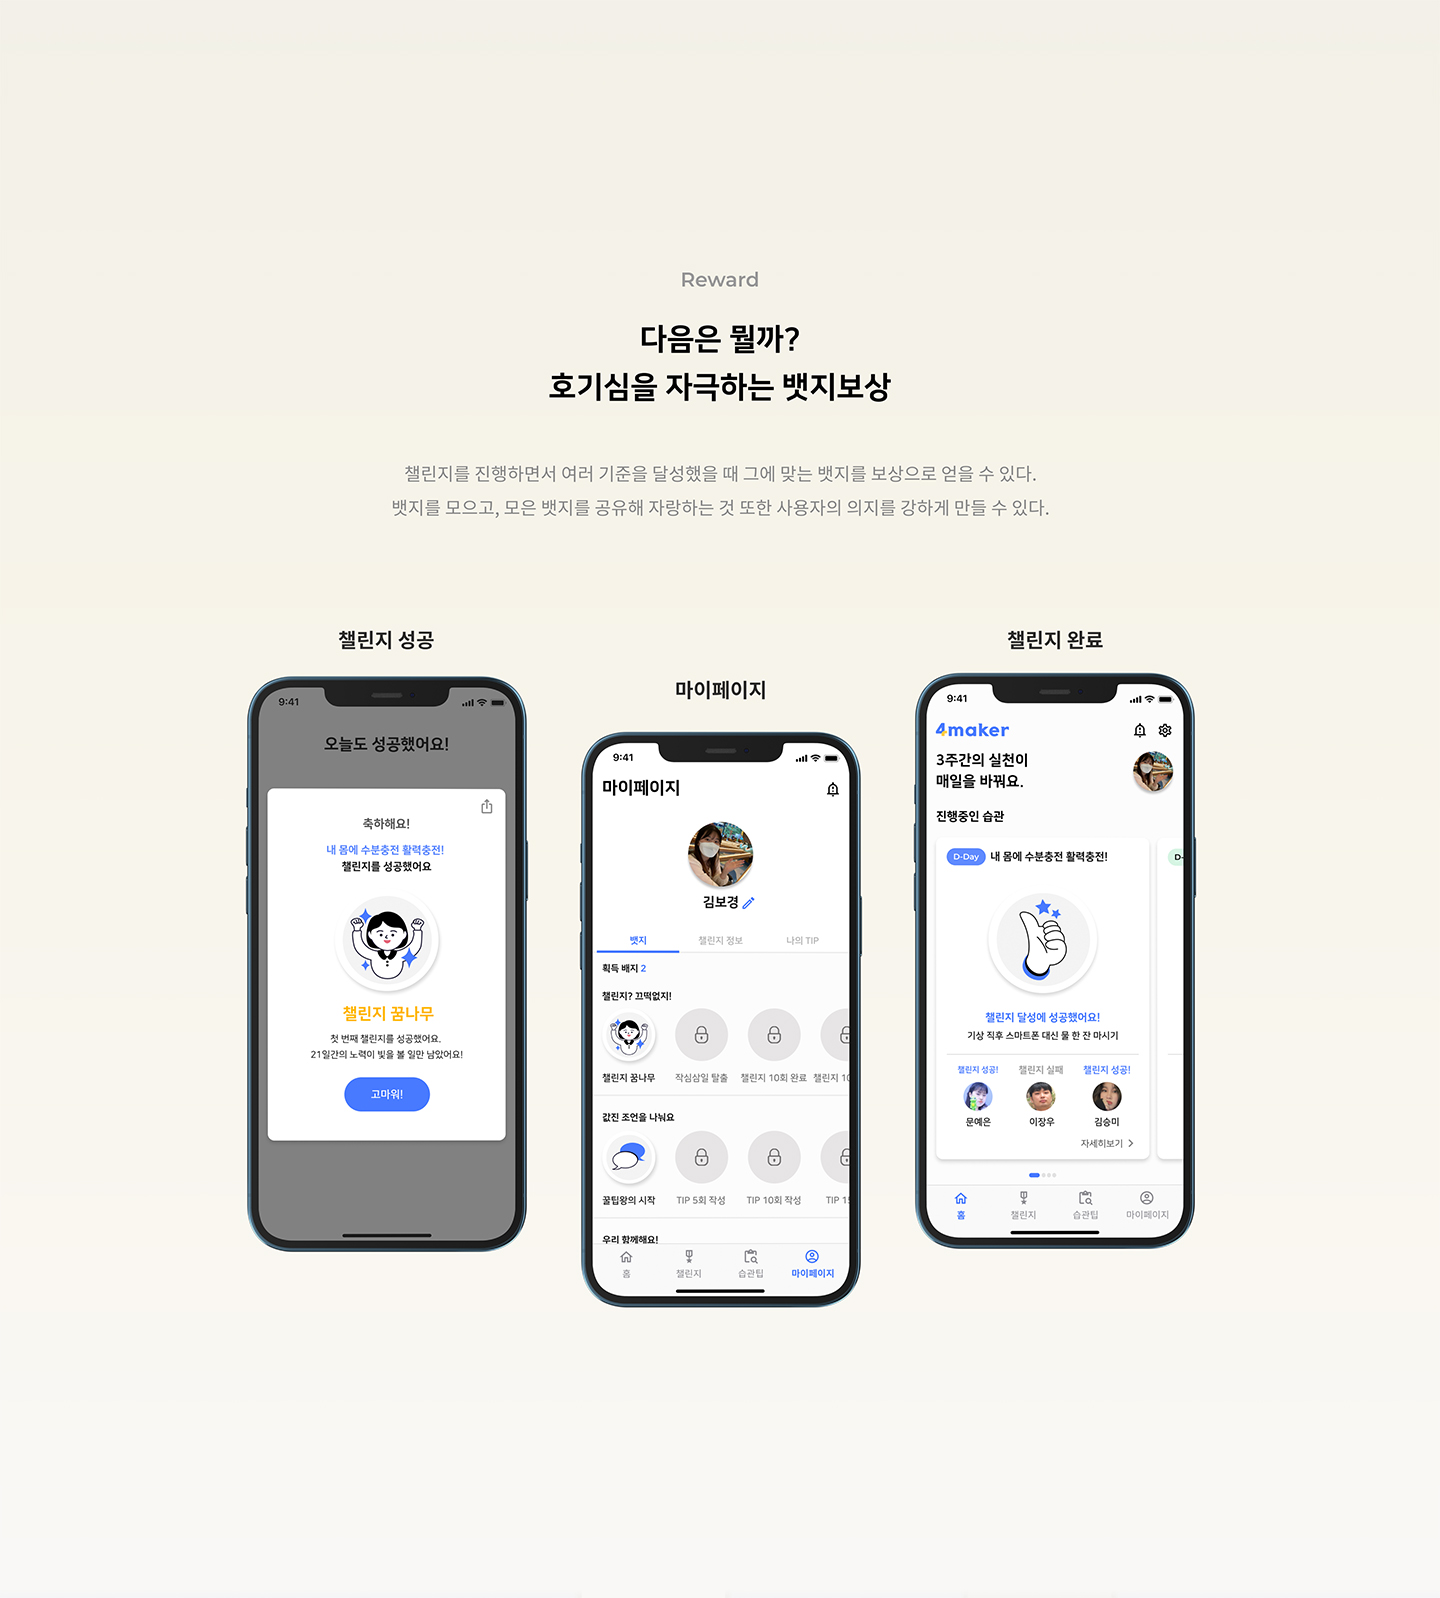 Reward
다음은 뭘까?
호기심을 자극하는 뱃지보상
챌린지를 진행하면서 여러 기준을 달성했을 때 그에 맞는 뱃지를 보상으로 얻을 수 있다.
뱃지를 모으고, 모은 뱃지를 공유해 자랑하는 것 또한 사용자의 의지를 강하게 만들 수 있다.
챌린지 성공
9:41
오늘도 성공했어요!
축하해요!
내 몸에 수분충전 활력충전!
챌린지를 성공했어요
챌린지 꿈나무
첫 번째 챌린지를 성공했어요.
21일간의 노력이 빛을 볼 일만 남았어요!
고마워!
마이페이지
9:41
마이페이지
김보경
뱃지 챌린지 정보 나의 TIP
획득 배지 2
챌린지? 끄떡없지!
챌린지 꿈나무 작심삼일 탈출 챌린지 10회 완료 챌린지 10
값진 조언을 나눠요
꿀팁왕의 시작 TIP 5회 작성 TIP 10회 작성 TIP 15
우리 함께해요!
홈 챌린지 습관팁 마이페이지
챌린지 완료
9:41
4maker
3주간의 실천이
매일을 바꿔요.
진행중인 습관
D-Day 내 몸에 수분충전 활력충전! D-
챌린지 달성에 성공했어요!
기상 직후 스마트폰 대신 물 한 잔 마시기
챌린지 성공! 챌린지 실패 챌린지 성공!
문예은 이장우 김승미
자세히보기
홈 챌린지 습관팁 마이페이지